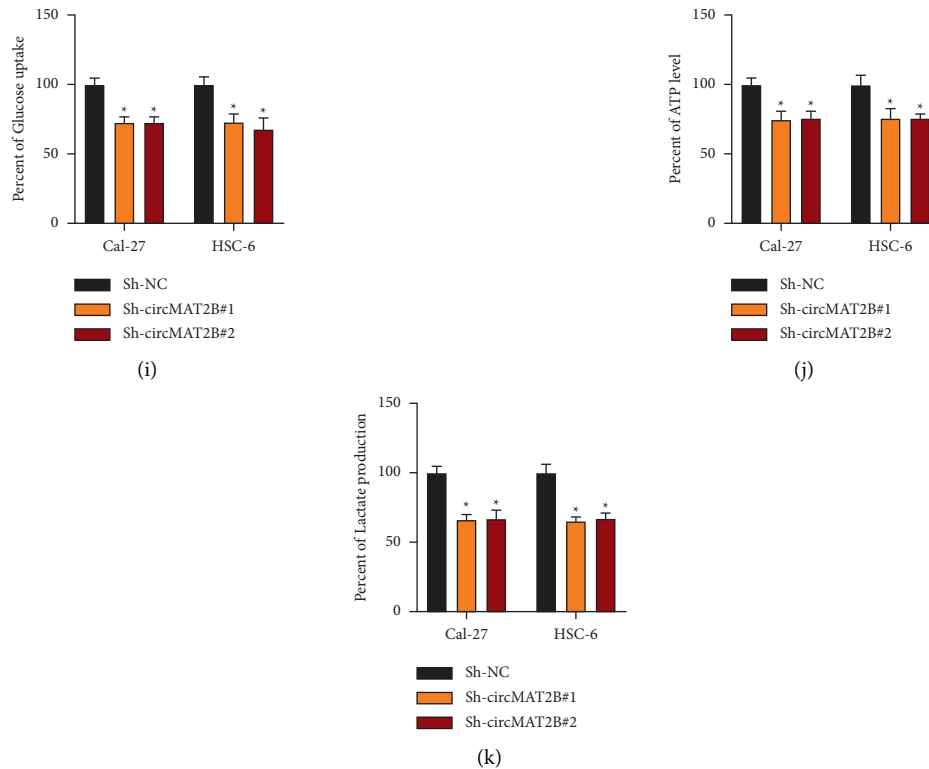 Percent of Glucose uptake
150
100
50
0
* * * *
Cal-27 HSC-6
Sh-NC
Sh-circMAT2B#1
Sh-circMAT2B#2
(i)
Percent of ATP level
150
100
50
0
* * * *
Cal-27 HSC-6
Sh-NC
Sh-circMAT2B#1
Sh-circMAT2B#2
(j)
Percent of Lactate production
150
100
50
0
* * * *
Cal-27 HSC-6
Sh-NC
Sh-circMAT2B#1
Sh-circMAT2B#2
(k)